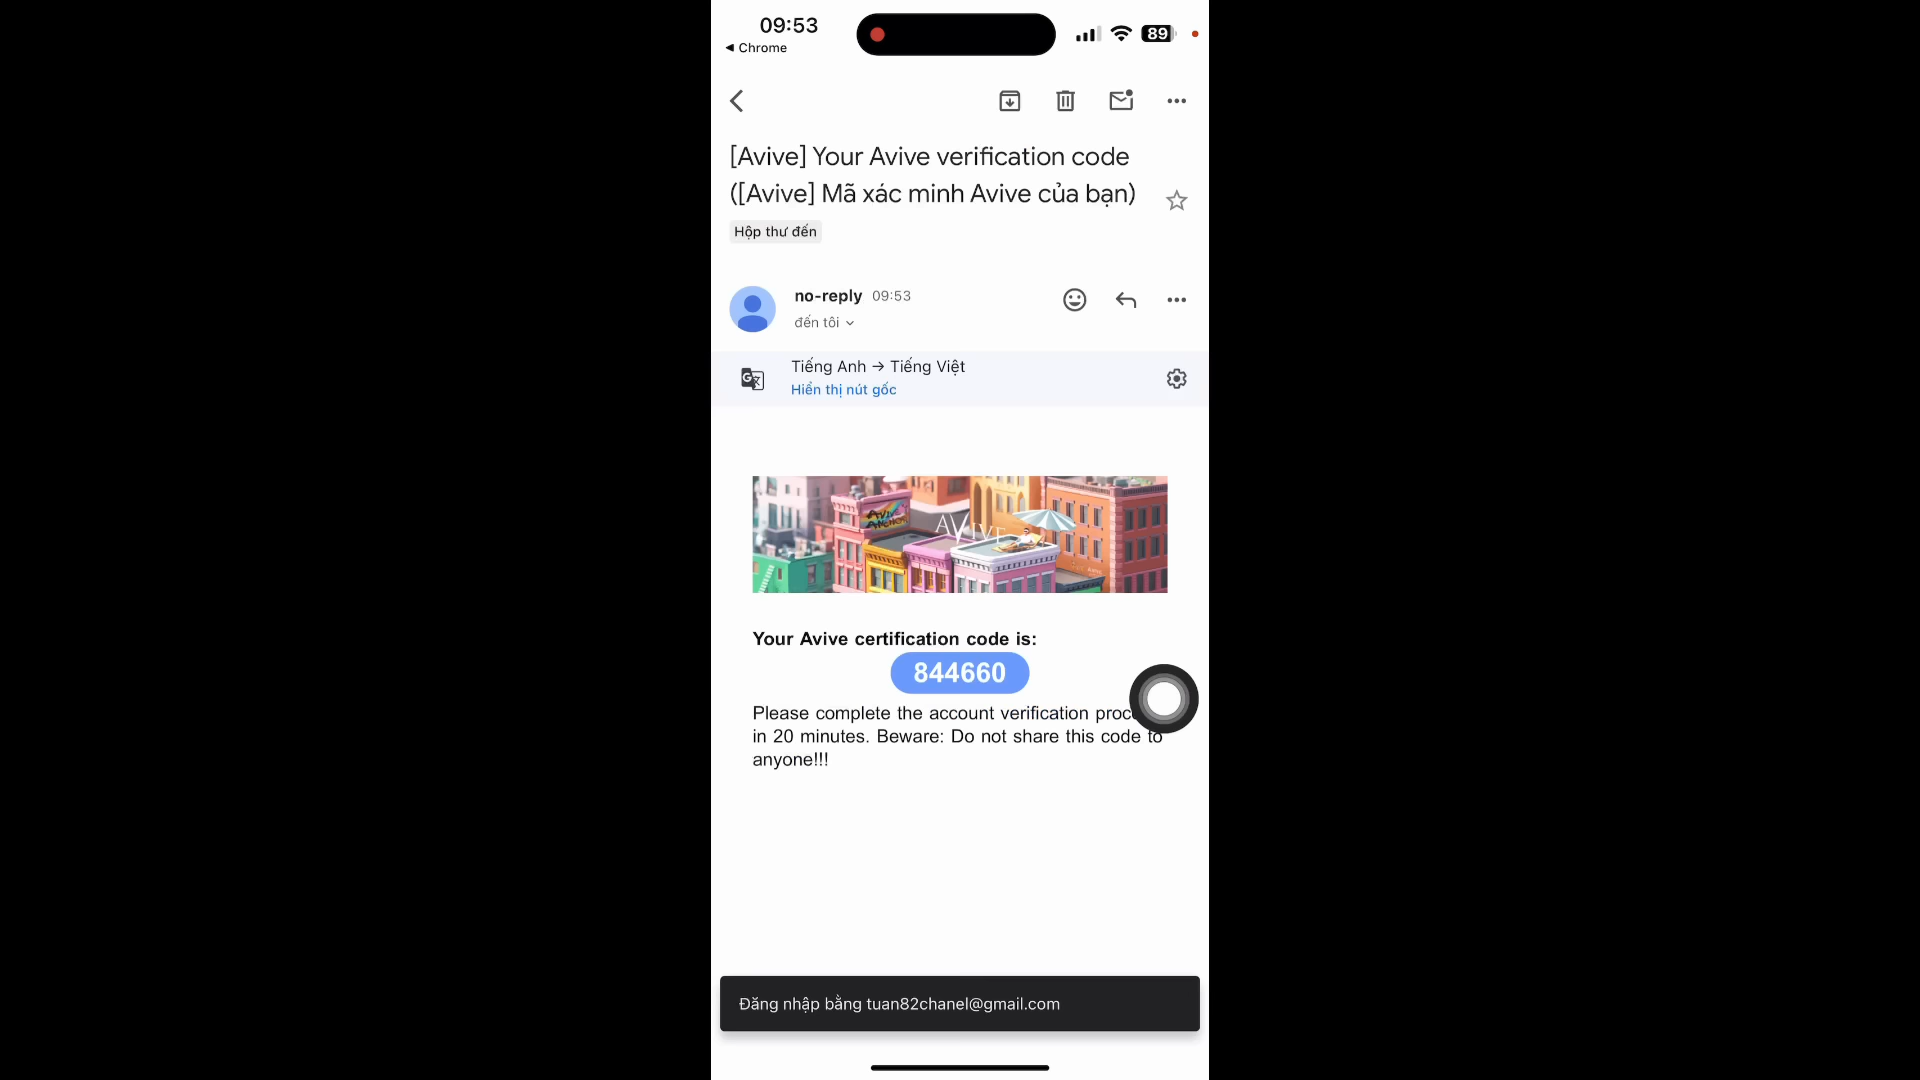 09:53
◀ Chrome
89
[Avive] Your Avive verification code
([Avive] Mã xác minh Avive của bạn)
Hộp thư đến
no-reply 09:53
đến tôi
Tiếng Anh → Tiếng Việt
Hiển thị nút gốc
AVIVE
Your Avive certification code is:
844660
Please complete the account verification
in 20 minutes. Beware: Do not share this code to
anyone!!!
Đăng nhập bằng tuan82chanel@gmail.com